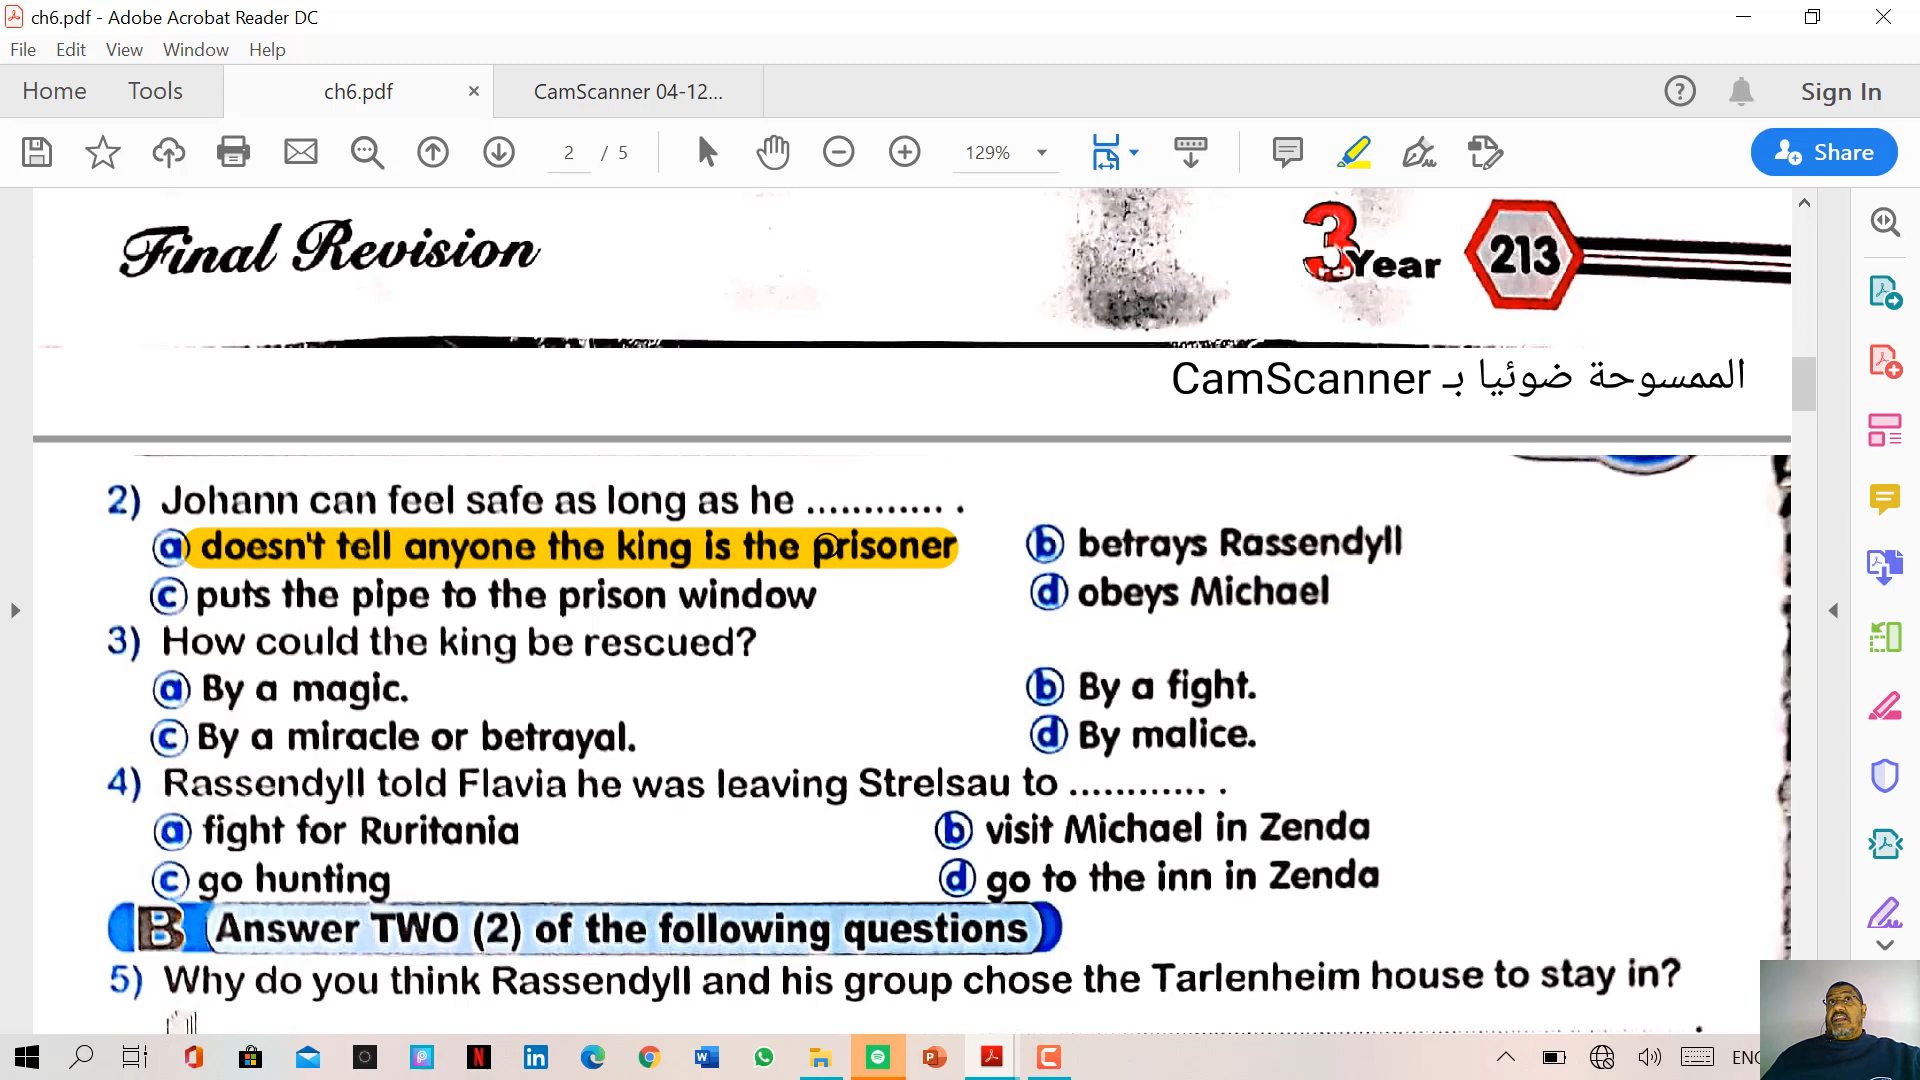 ch6.pdf - Adobe Acrobat Reader DC
File Edit View Window Help
Home Tools ch6.pdf × CamScanner 04-12... ? Sign In
2 / 5 129% Share
Final Revision 3rd Year 213
الممسوحة ضوئيا بـ CamScanner
2) Johann can feel safe as long as he ............ .
a doesn't tell anyone the king is the prisoner b betrays Rassendyll
c puts the pipe to the prison window d obeys Michael
3) How could the king be rescued?
a By a magic. b By a fight.
c By a miracle or betrayal. d By malice.
4) Rassendyll told Flavia he was leaving Strelsau to ............ .
a fight for Ruritania b visit Michael in Zenda
c go hunting d go to the inn in Zenda
B Answer TWO (2) of the following questions
5) Why do you think Rassendyll and his group chose the Tarlenheim house to stay in?